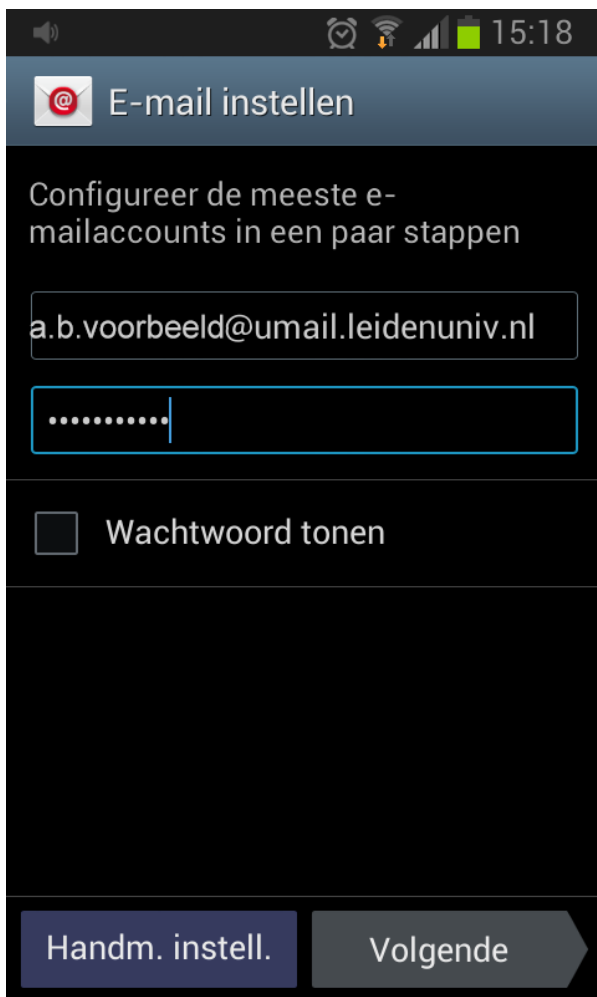 15:18
E-mail instellen
Configureer de meeste e-
mailaccounts in een paar stappen
a.b.voorbeeld@umail.leidenuniv.nl
•••••••••••
Wachtwoord tonen
Handm. instell.
Volgende